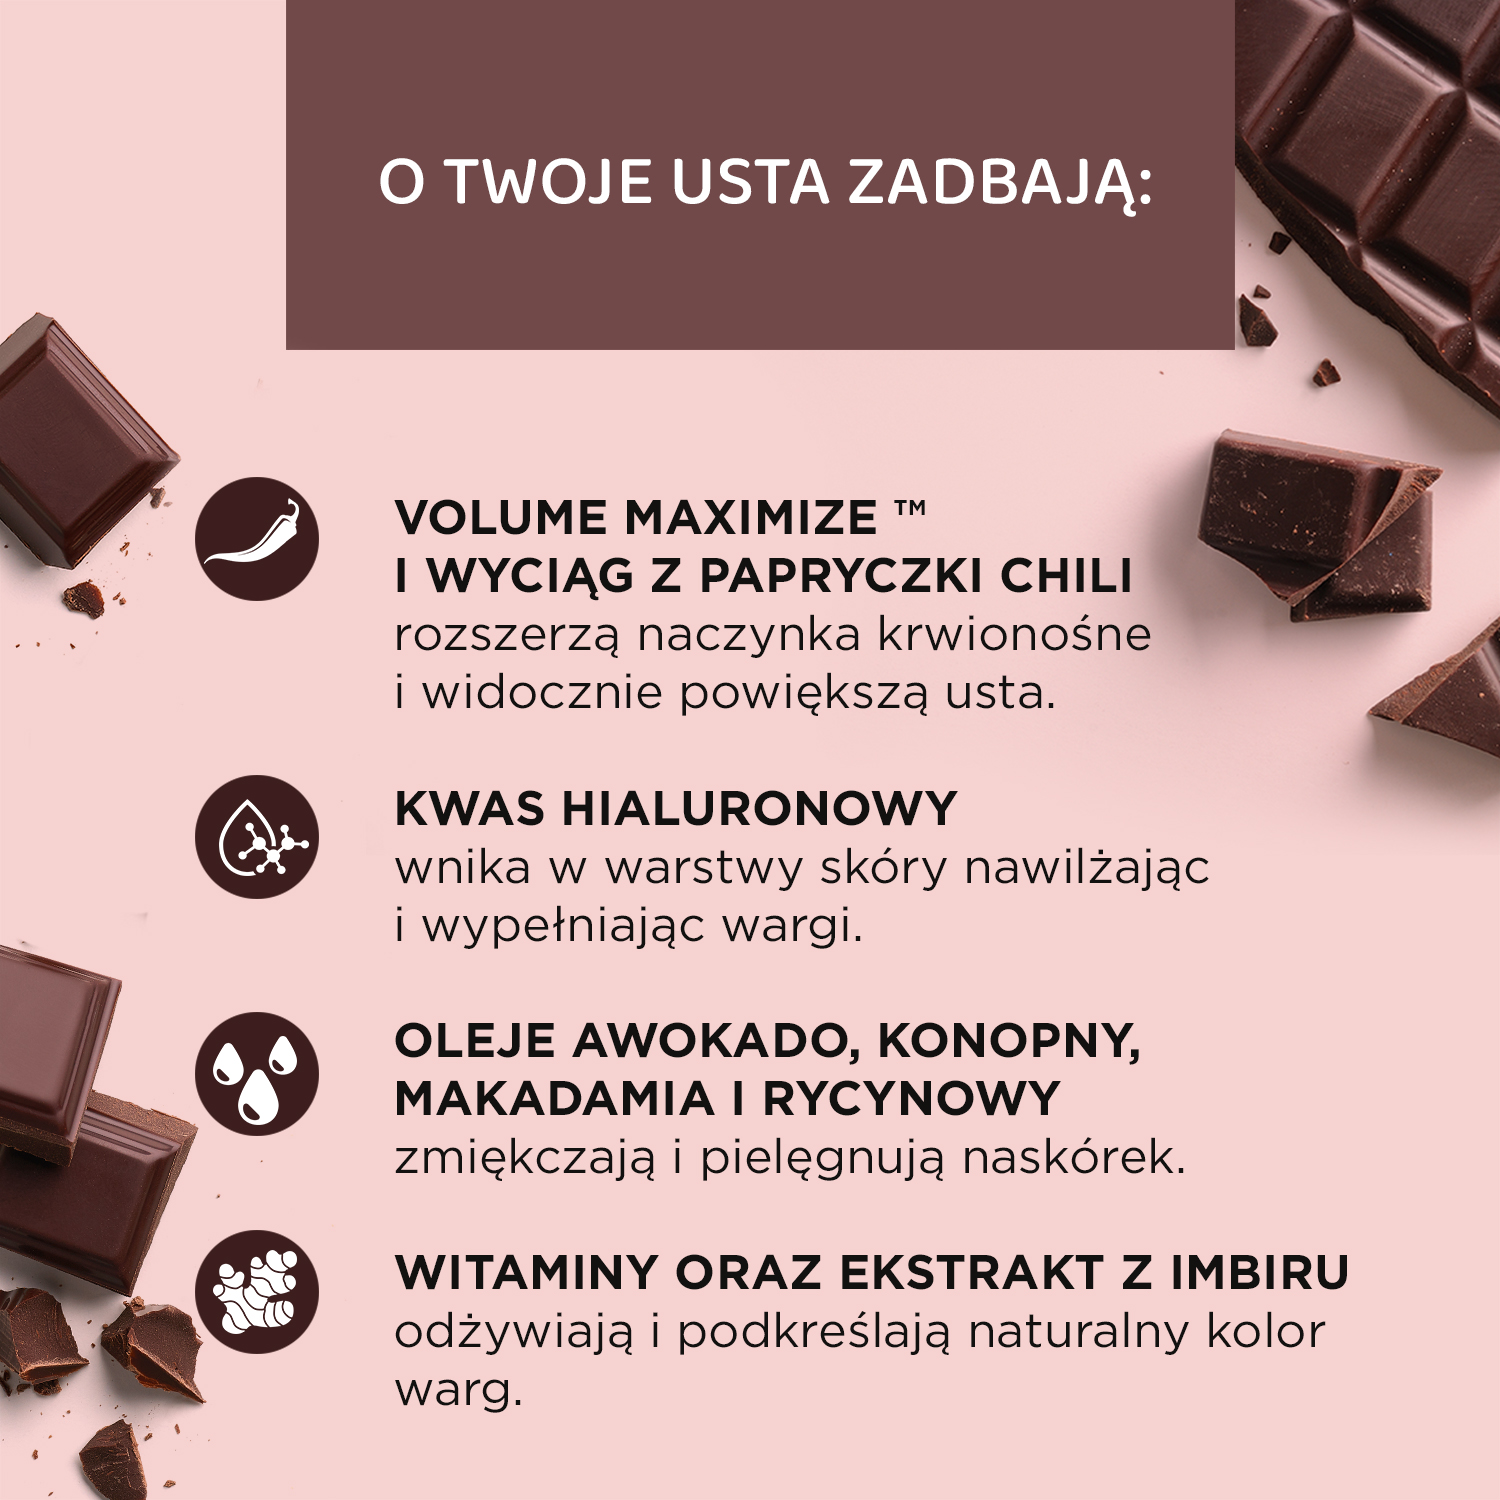 O TWOJE USTA ZADBAJĄ:
VOLUME MAXIMIZE ™
I WYCIĄG Z PAPRYCZKI CHILI
rozszerzą naczynka krwionośne
i widocznie powiększą usta.
KWAS HIALURONOWY
wnika w warstwy skóry nawilżając
i wypełniając wargi.
OLEJE AWOKADO, KONOPNY,
MAKADAMIA I RYCYNOWY
zmiękczają i pielęgnują naskórek.
WITAMINY ORAZ EKSTRAKT Z IMBIRU
odżywiają i podkreślają naturalny kolor
warg.